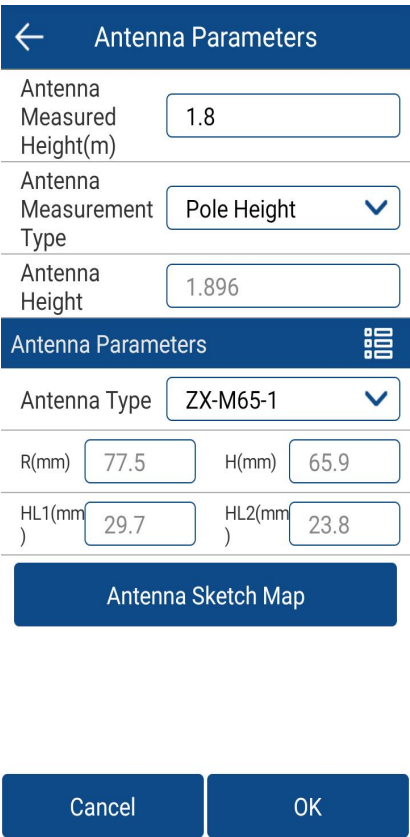 Antenna Parameters
Antenna
Measured
Height(m)
1.8
Antenna
Measurement
Type
Pole Height
Antenna
Height
1.896
Antenna Parameters
Antenna Type
ZX-M65-1
R(mm)
77.5
H(mm)
65.9
HL1(mm
)
29.7
HL2(mm
)
23.8
Antenna Sketch Map
Cancel
OK